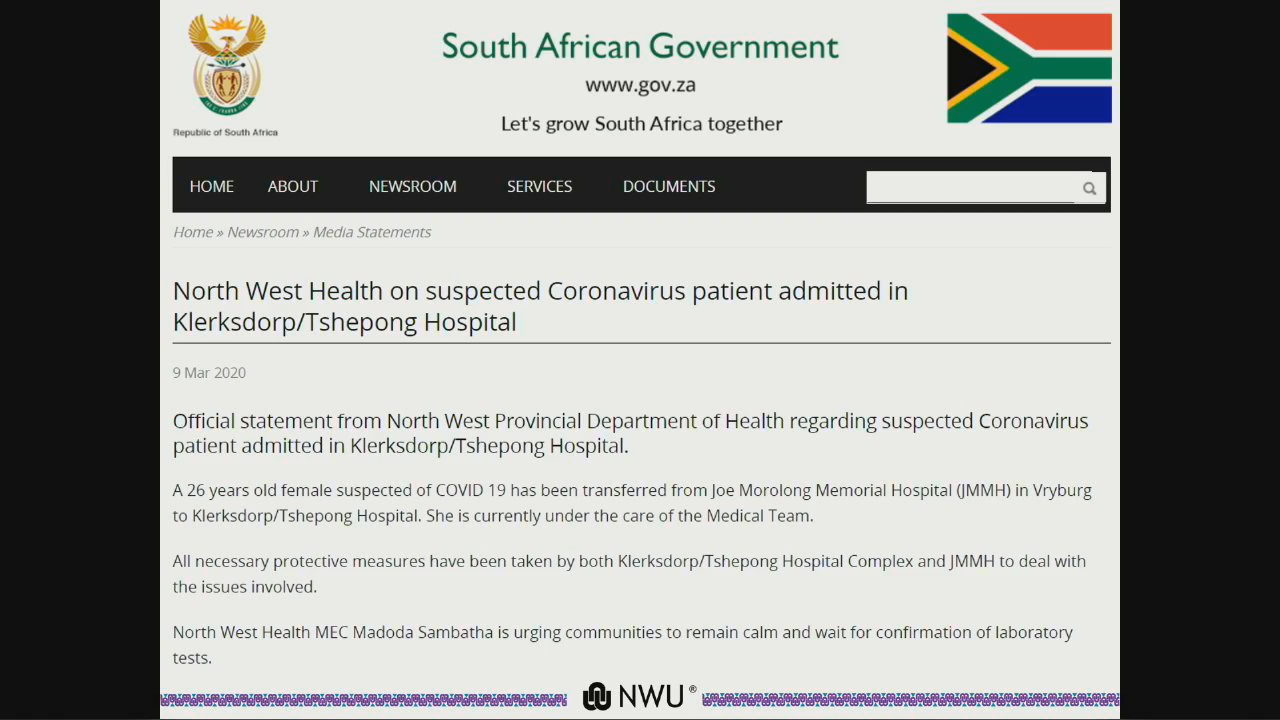 South African Government
www.gov.za
Let's grow South Africa together
Republic of South Africa
HOME ABOUT NEWSROOM SERVICES DOCUMENTS
Home » Newsroom » Media Statements
North West Health on suspected Coronavirus patient admitted in
Klerksdorp/Tshepong Hospital
9 Mar 2020
Official statement from North West Provincial Department of Health regarding suspected Coronavirus
patient admitted in Klerksdorp/Tshepong Hospital.
A 26 years old female suspected of COVID 19 has been transferred from Joe Morolong Memorial Hospital (JMMH) in Vryburg
to Klerksdorp/Tshepong Hospital. She is currently under the care of the Medical Team.
All necessary protective measures have been taken by both Klerksdorp/Tshepong Hospital Complex and JMMH to deal with
the issues involved.
North West Health MEC Madoda Sambatha is urging communities to remain calm and wait for confirmation of laboratory
tests.
NWU®